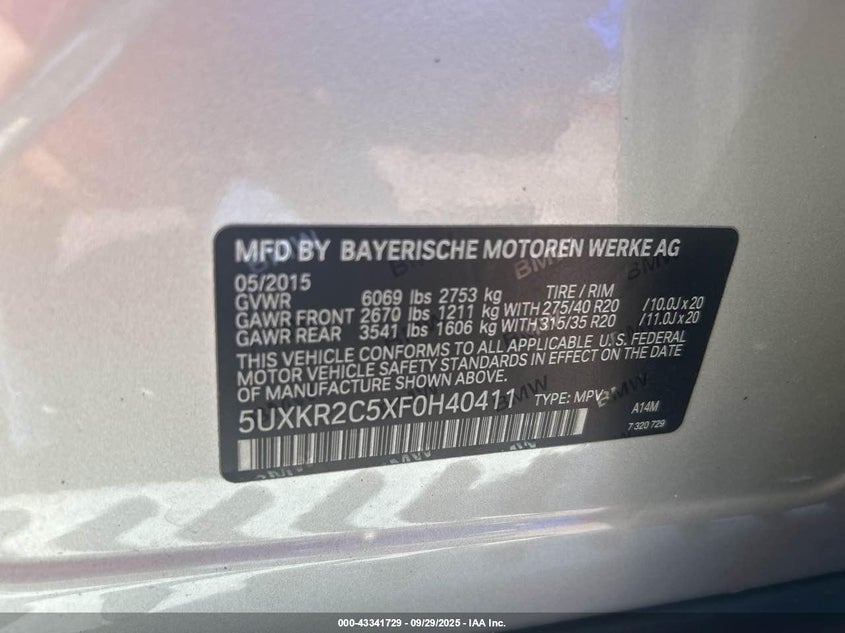 MFD BY BAYERISCHE MOTOREN WERKE AG
05/2015
GVWR 6069 lbs 2753 kg TIRE / RIM
GAWR FRONT 2670 lbs 1211 kg WITH 275/40 R20 /10.0J x 20
GAWR REAR 3541 lbs 1606 kg WITH 315/35 R20 /11.0J x 20
THIS VEHICLE CONFORMS TO ALL APPLICABLE U.S. FEDERAL
MOTOR VEHICLE SAFETY STANDARDS IN EFFECT ON THE DATE
OF MANUFACTURE SHOWN ABOVE.
5UXKR2C5XF0H40411 TYPE: MPV
A14M
7 320 729
BMW
000-43341729 - 09/29/2025 - IAA Inc.